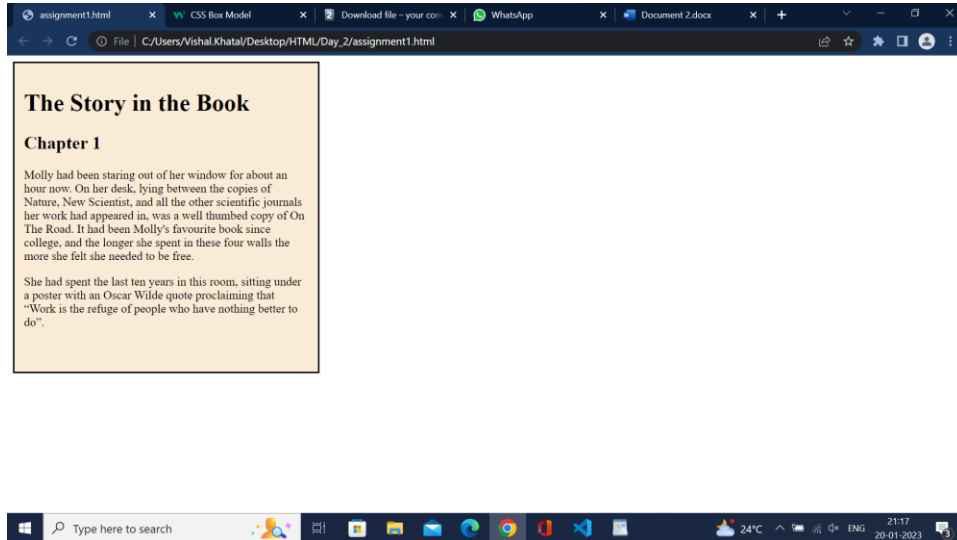 assignment1.html
CSS Box Model
Download file – your con
WhatsApp
Document 2.docx
File
C:/Users/Vishal.Khatal/Desktop/HTML/Day_2/assignment1.html
The Story in the Book
Chapter 1
Molly had been staring out of her window for about an
hour now. On her desk, lying between the copies of
Nature, New Scientist, and all the other scientific journals
her work had appeared in, was a well thumbed copy of On
The Road. It had been Molly's favourite book since
college, and the longer she spent in these four walls the
more she felt she needed to be free.
She had spent the last ten years in this room, sitting under
a poster with an Oscar Wilde quote proclaiming that
“Work is the refuge of people who have nothing better to
do”.
Type here to search
24°C
ENG
21:17
20-01-2023
3